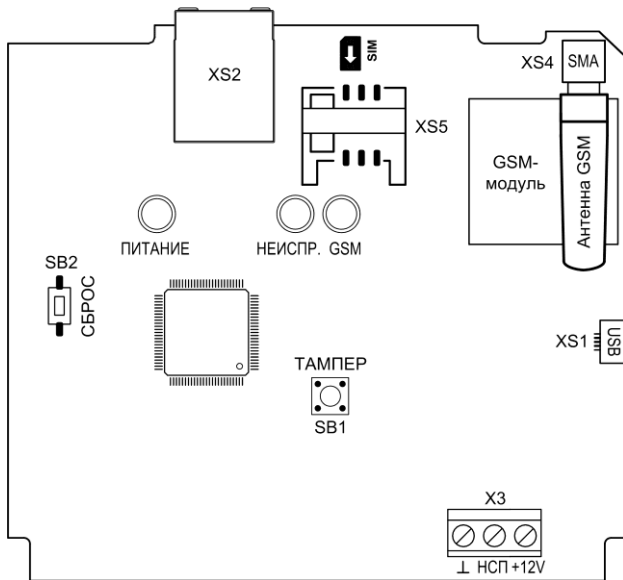 XS2
SIM
XS4
SMA
XS5
GSM-
модуль
Антенна GSM
ПИТАНИЕ
НЕИСПР. GSM
SB2
СБРОС
XS1
USB
ТАМПЕР
SB1
X3
⊥ НСП +12V